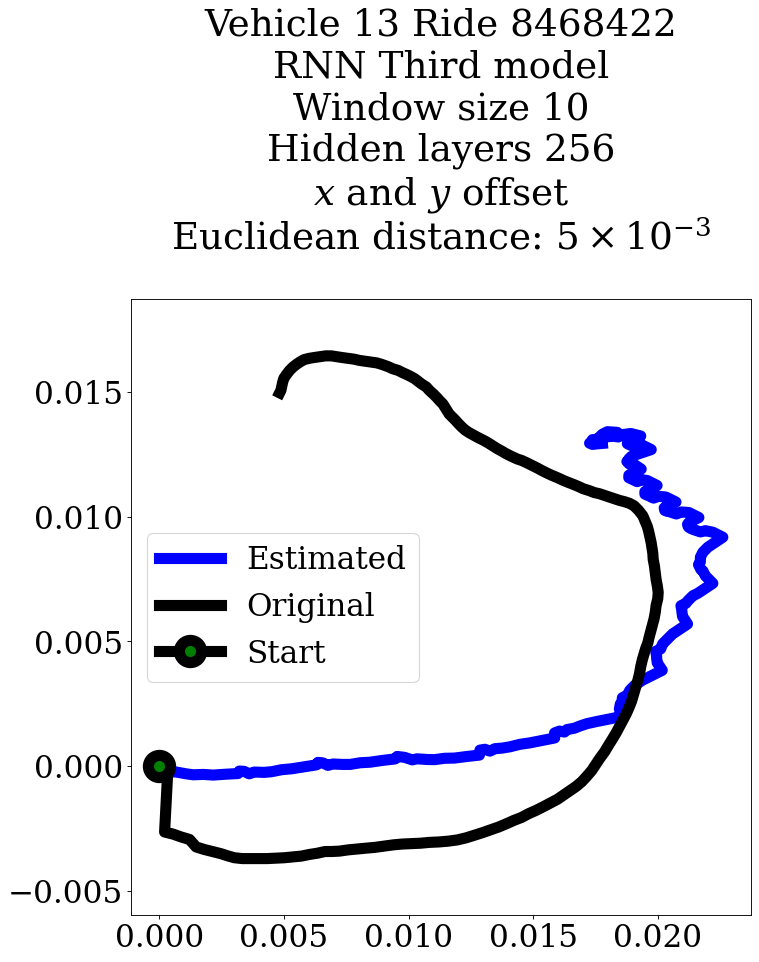 Vehicle 13 Ride 8468422
RNN Third model
Window size 10
Hidden layers 256
x and y offset
Euclidean distance: 5 × 10⁻³
0.015
0.010
0.005
0.000
−0.005
Estimated
Original
Start
0.000 0.005 0.010 0.015 0.020